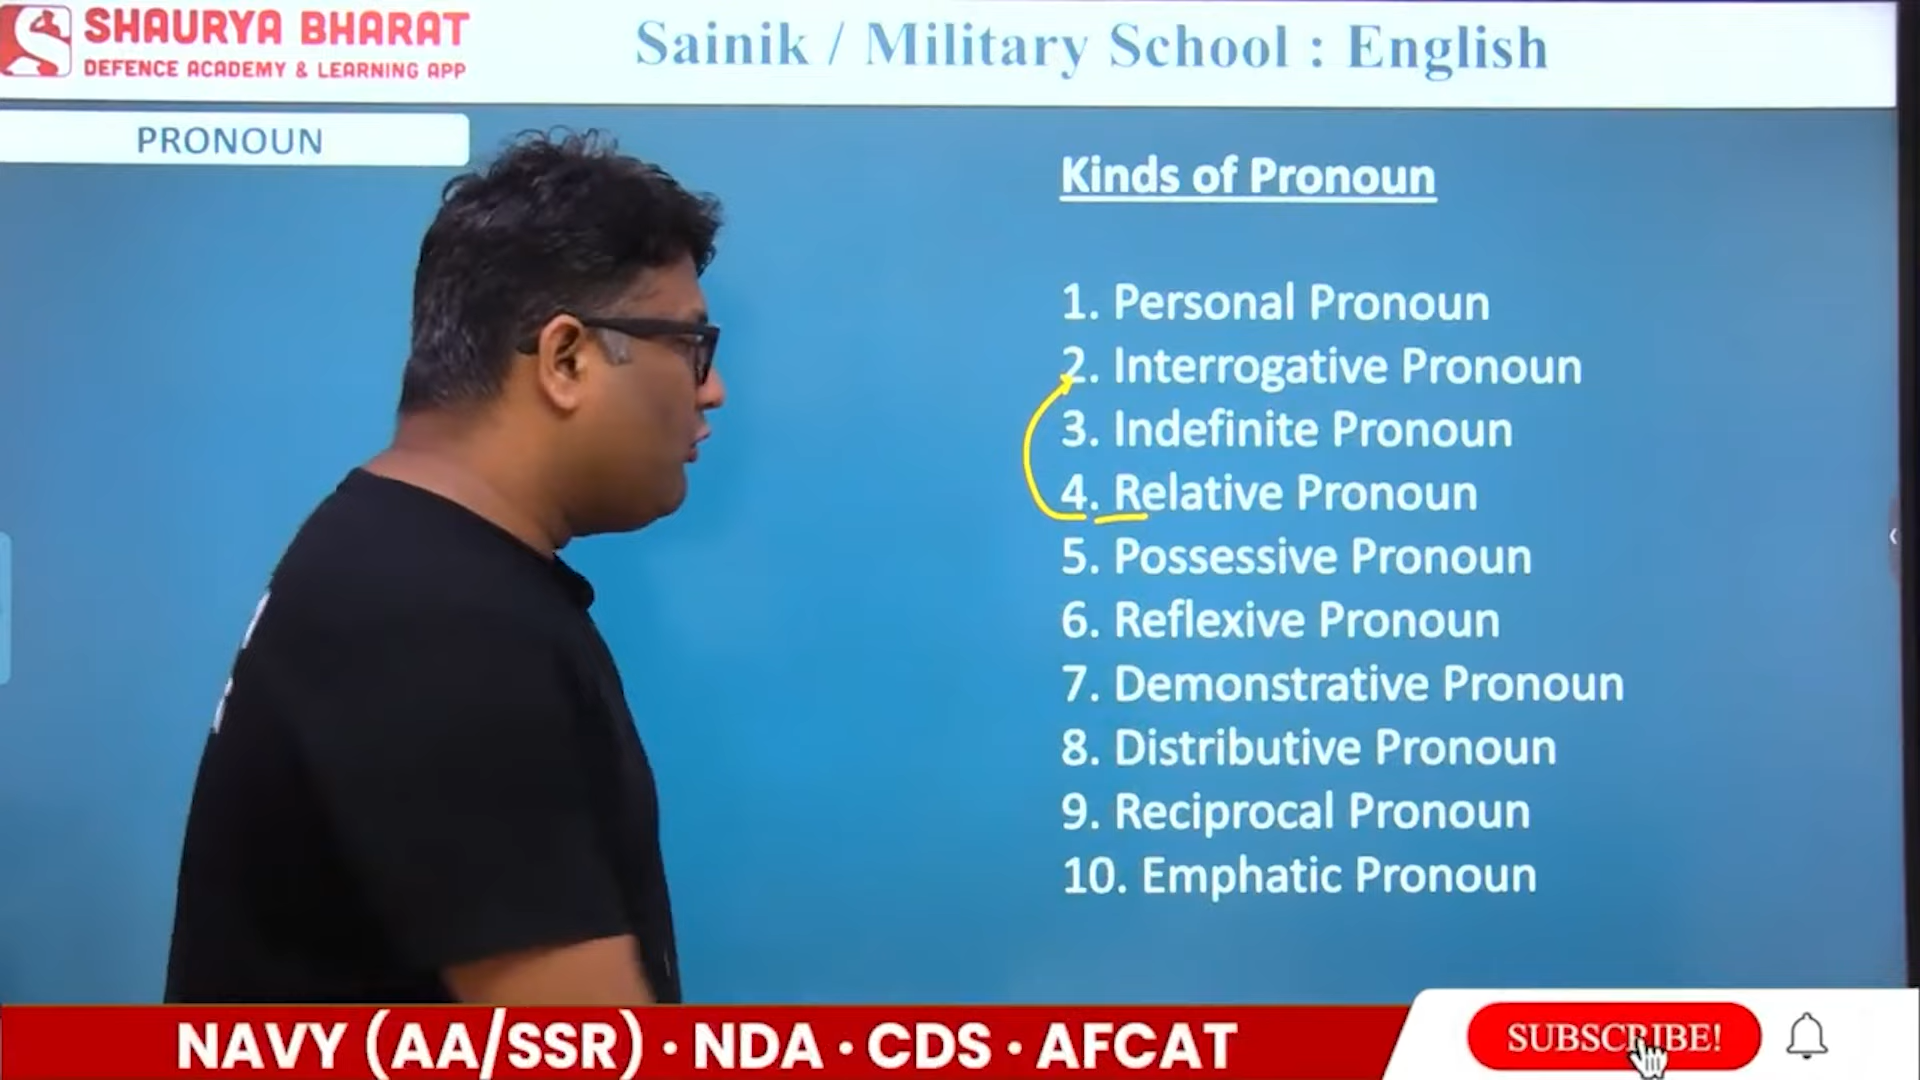 SHAURYA BHARAT
DEFENCE ACADEMY & LEARNING APP
Sainik / Military School : English
PRONOUN
Kinds of Pronoun
1. Personal Pronoun
2. Interrogative Pronoun
3. Indefinite Pronoun
4. Relative Pronoun
5. Possessive Pronoun
6. Reflexive Pronoun
7. Demonstrative Pronoun
8. Distributive Pronoun
9. Reciprocal Pronoun
10. Emphatic Pronoun
NAVY (AA/SSR) · NDA · CDS · AFCAT
SUBSCRIBE!